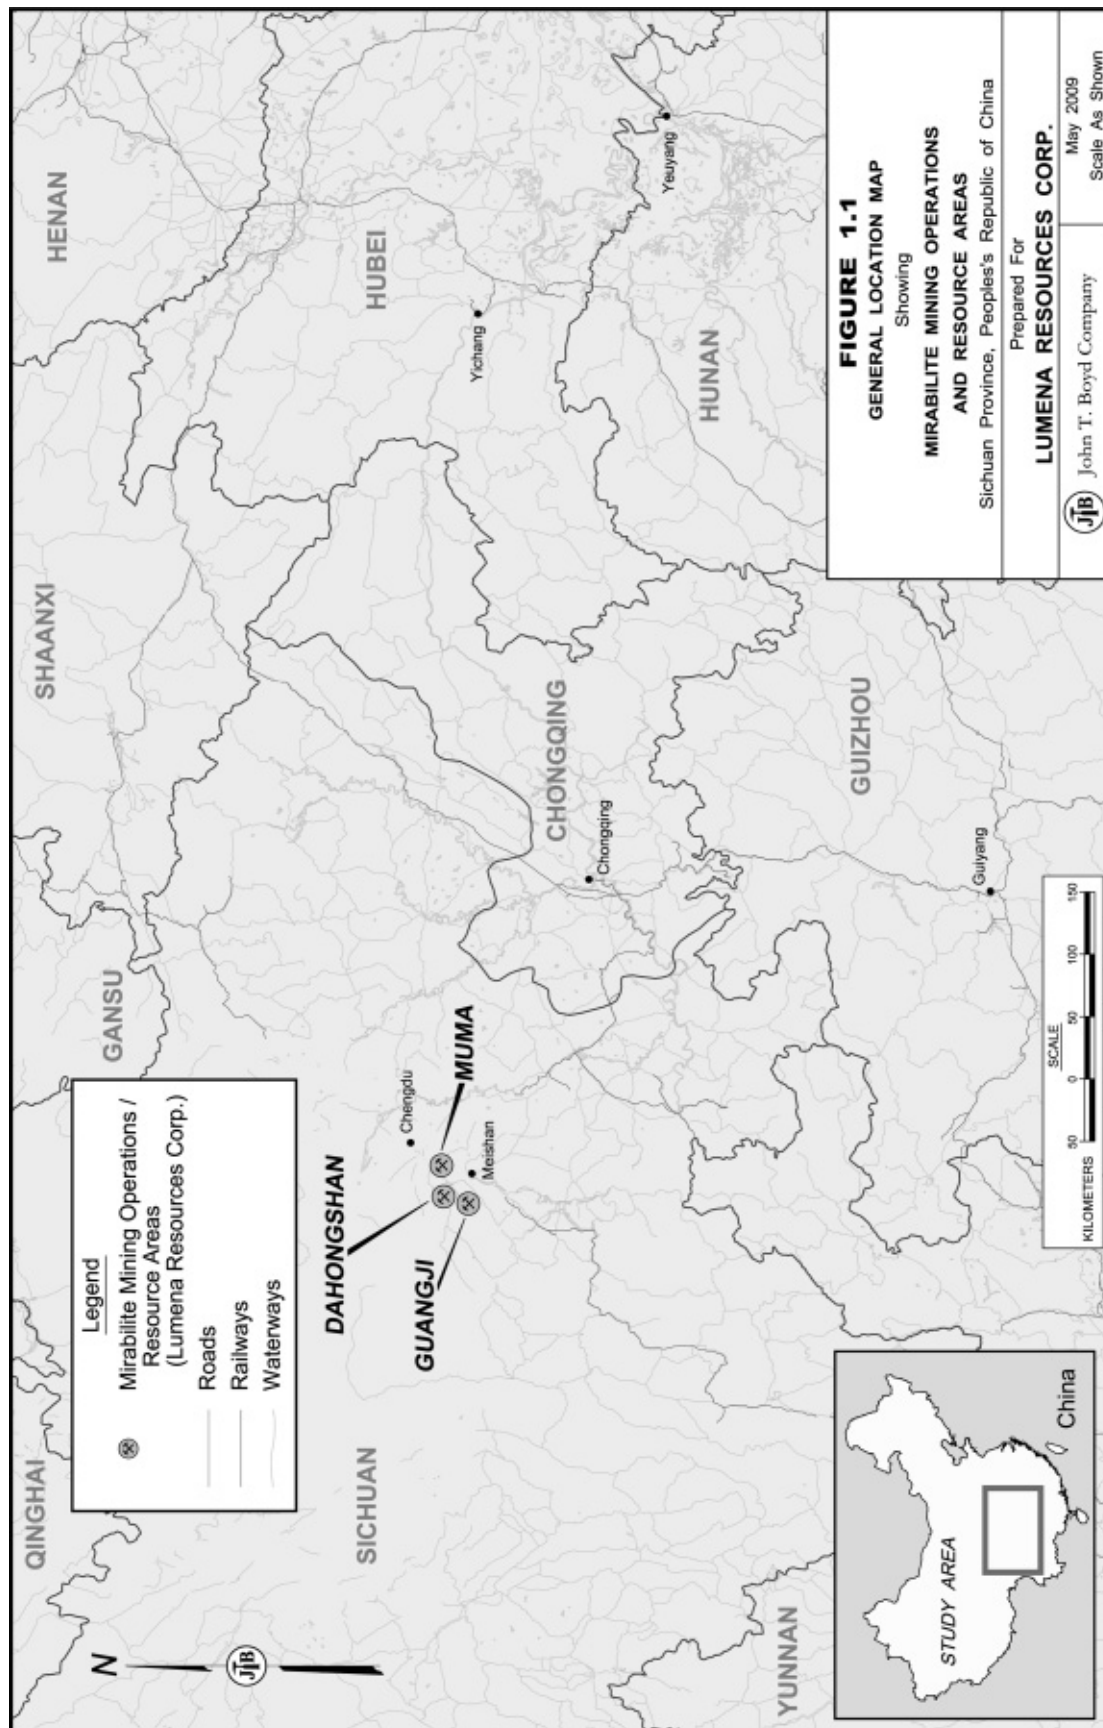 QINGHAI
GANSU
SHAANXI
HENAN
N
JTB
Legend
Mirabilite Mining Operations /
Resource Areas
(Lumena Resources Corp.)
Roads
Railways
Waterways
SICHUAN
DAHONGSHAN
GUANGJI
MUMA
Chengdu
Meishan
CHONGQING
Chongqing
HUBEI
Yichang
Yeuyang
HUNAN
GUIZHOU
Guiyang
YUNNAN
STUDY AREA
China
SCALE
50 0 50 100 150
KILOMETERS
FIGURE 1.1
GENERAL LOCATION MAP
Showing
MIRABILITE MINING OPERATIONS
AND RESOURCE AREAS
Sichuan Province, Peoples's Republic of China
Prepared For
LUMENA RESOURCES CORP.
JTB John T. Boyd Company
May 2009
Scale As Shown